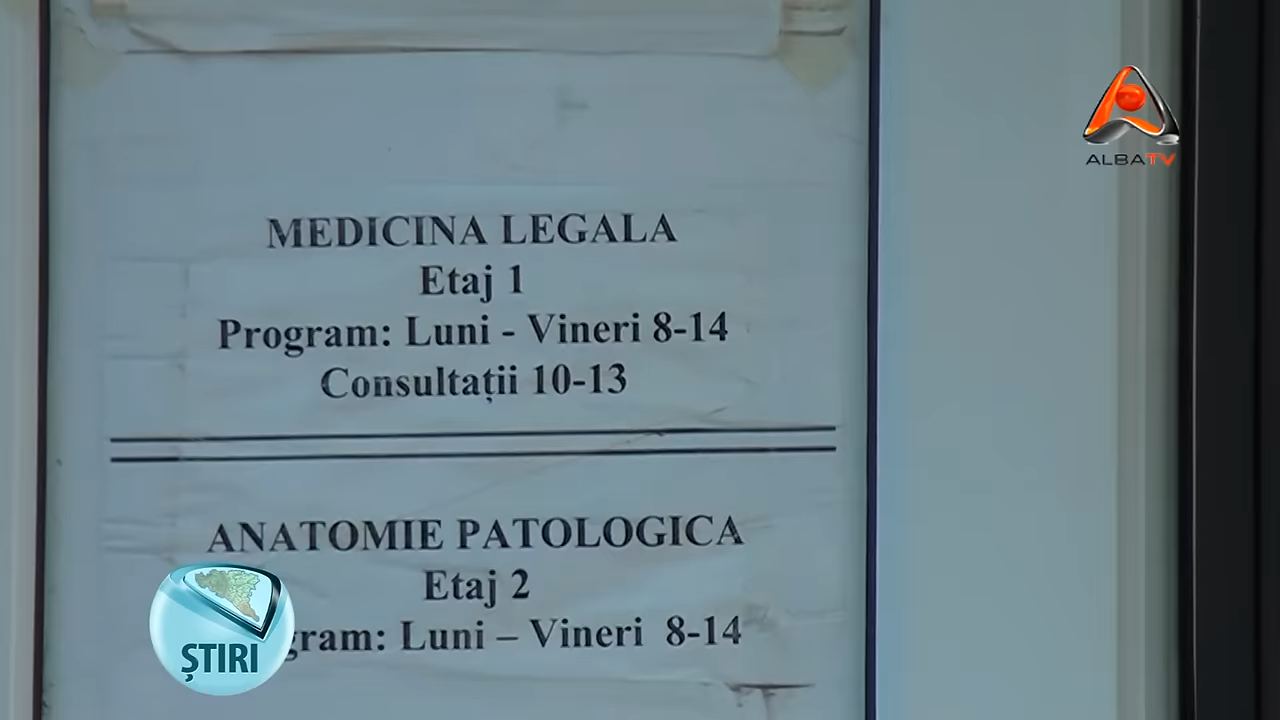 ALBATV
MEDICINA LEGALA
Etaj 1
Program: Luni - Vineri 8-14
Consultații 10-13
ANATOMIE PATOLOGICA
Etaj 2
gram: Luni – Vineri 8-14
ȘTIRI